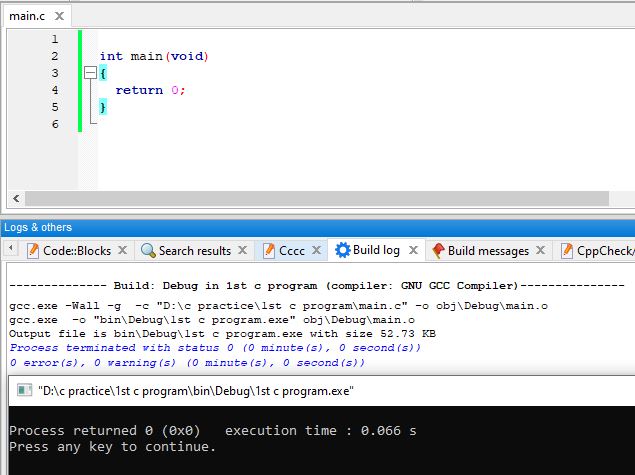 main.c
1
2 int main(void)
3 {
4 return 0;
5 }
6
Logs & others
Code::Blocks Search results Cccc Build log Build messages CppCheck/
-------------- Build: Debug in 1st c program (compiler: GNU GCC Compiler)---------------
gcc.exe -Wall -g -c "D:\c practice\1st c program\main.c" -o obj\Debug\main.o
gcc.exe -o "bin\Debug\1st c program.exe" obj\Debug\main.o
Output file is bin\Debug\1st c program.exe with size 52.73 KB
Process terminated with status 0 (0 minute(s), 0 second(s))
0 error(s), 0 warning(s) (0 minute(s), 0 second(s))
"D:\c practice\1st c program\bin\Debug\1st c program.exe"
Process returned 0 (0x0) execution time : 0.066 s
Press any key to continue.